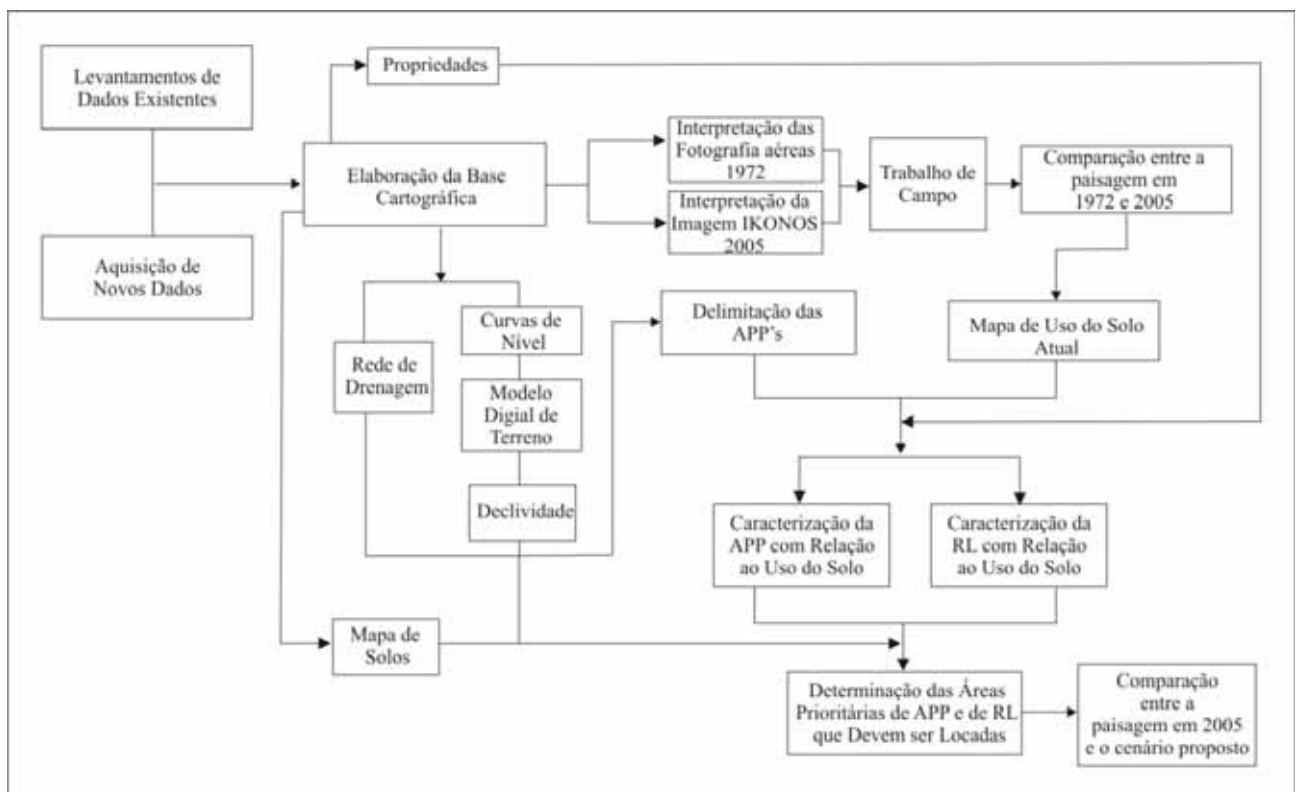 Levantamentos de
Dados Existentes
Aquisição de
Novos Dados
Propriedades
Elaboração da Base
Cartográfica
Interpretação das
Fotografia aéreas
1972
Interpretação da
Imagem IKONOS
2005
Trabalho de
Campo
Comparação entre a
paisagem em
1972 e 2005
Rede de
Drenagem
Curvas de
Nível
Modelo
Digial de
Terreno
Declividade
Delimitação das
APP´s
Mapa de Uso do Solo
Atual
Caracterização da
APP com Relação
ao Uso do Solo
Caracterização da
RL com Relação
ao Uso do Solo
Mapa de
Solos
Determinação das Áreas
Prioritárias de APP e de RL
que Devem ser Locadas
Comparação
entre a
paisagem em 2005
e o cenário proposto